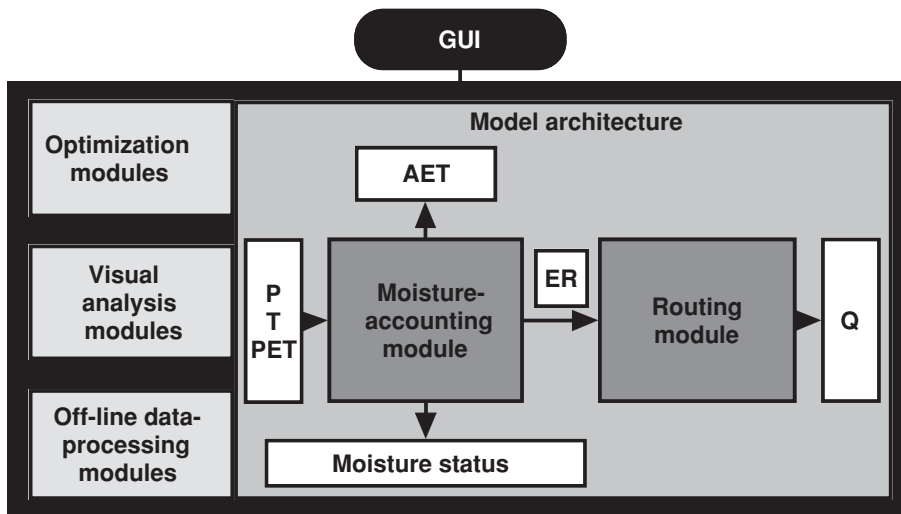 GUI
Optimization
modules
Visual
analysis
modules
Off-line data-
processing
modules
Model architecture
AET
P
T
PET
Moisture-
accounting
module
ER
Routing
module
Q
Moisture status